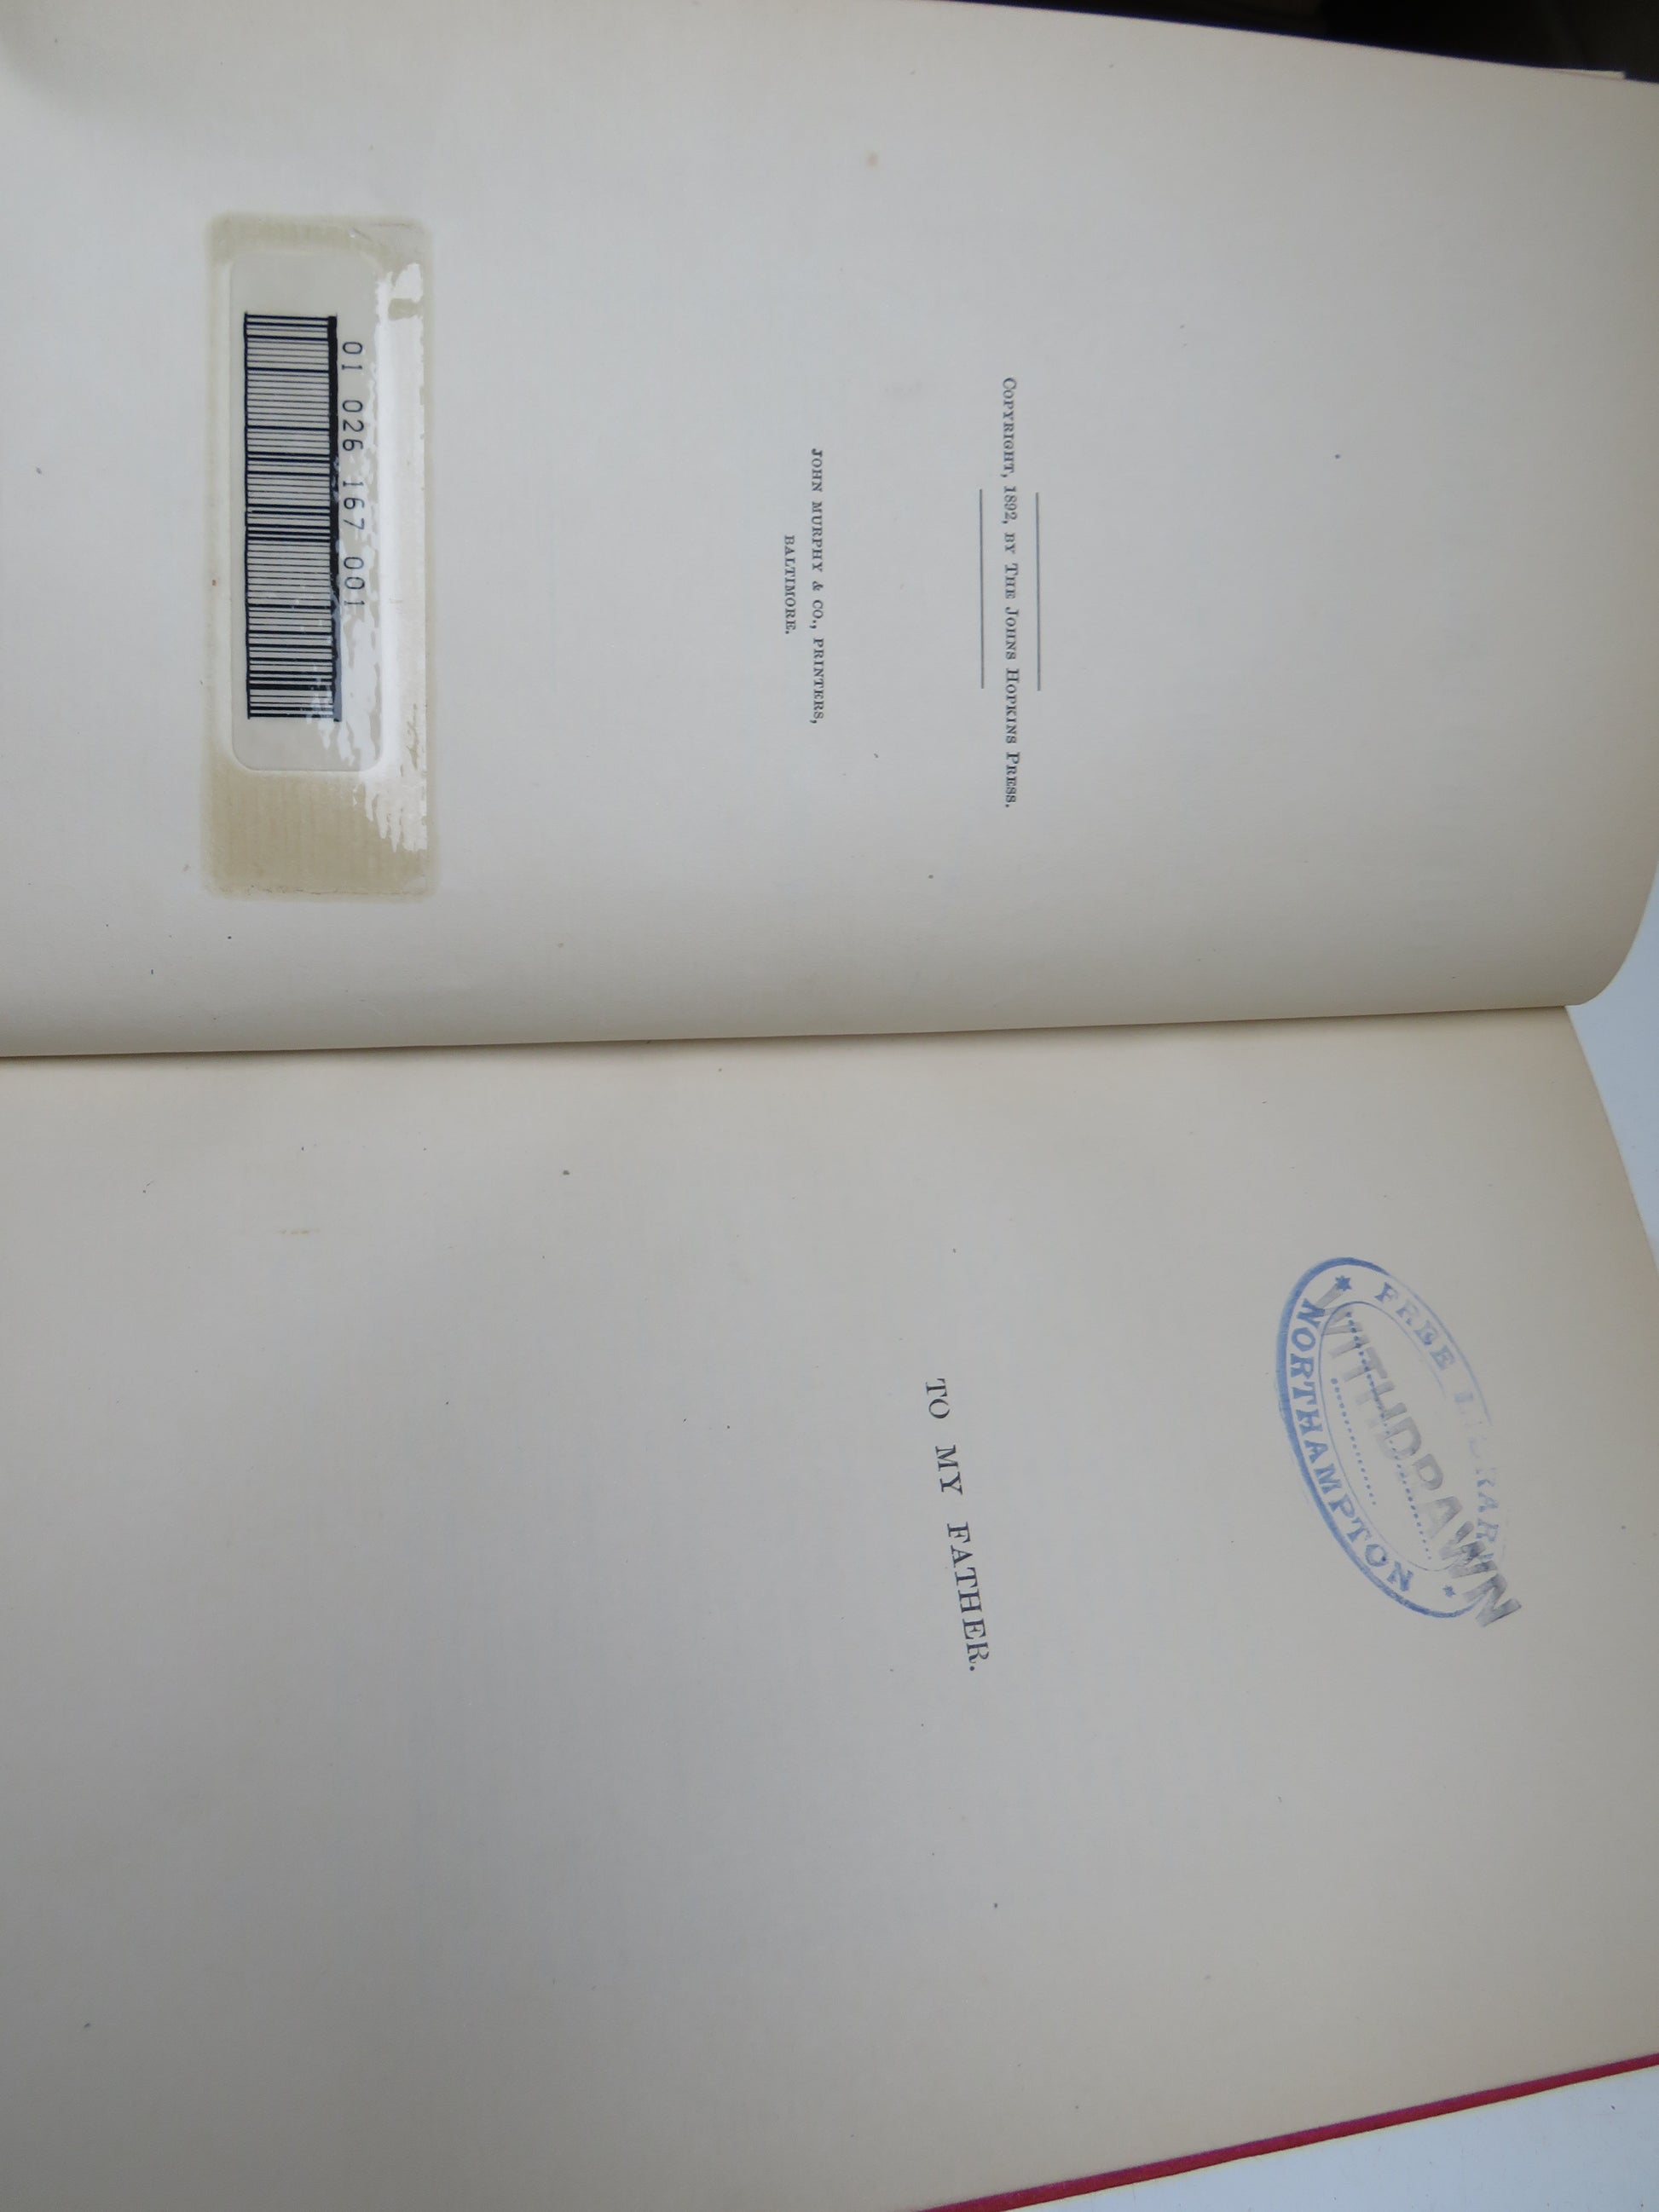 COPYRIGHT, 1892, BY THE JOHNS HOPKINS PRESS.
JOHN MURPHY & CO., PRINTERS,
BALTIMORE.
01 026 167 001
FREE LIBRARY
NORTHAMPTON
WITHDRAWN
TO MY FATHER.